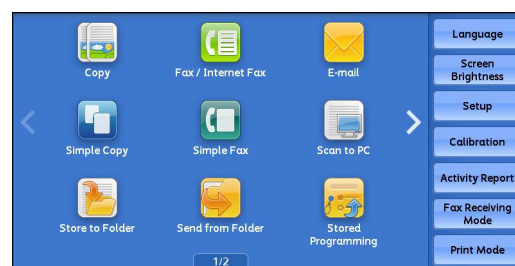 Copy
Fax / Internet Fax
E-mail
Simple Copy
Simple Fax
Scan to PC
Store to Folder
Send from Folder
Stored
Programming
1/2
Language
Screen
Brightness
Setup
Calibration
Activity Report
Fax Receiving
Mode
Print Mode